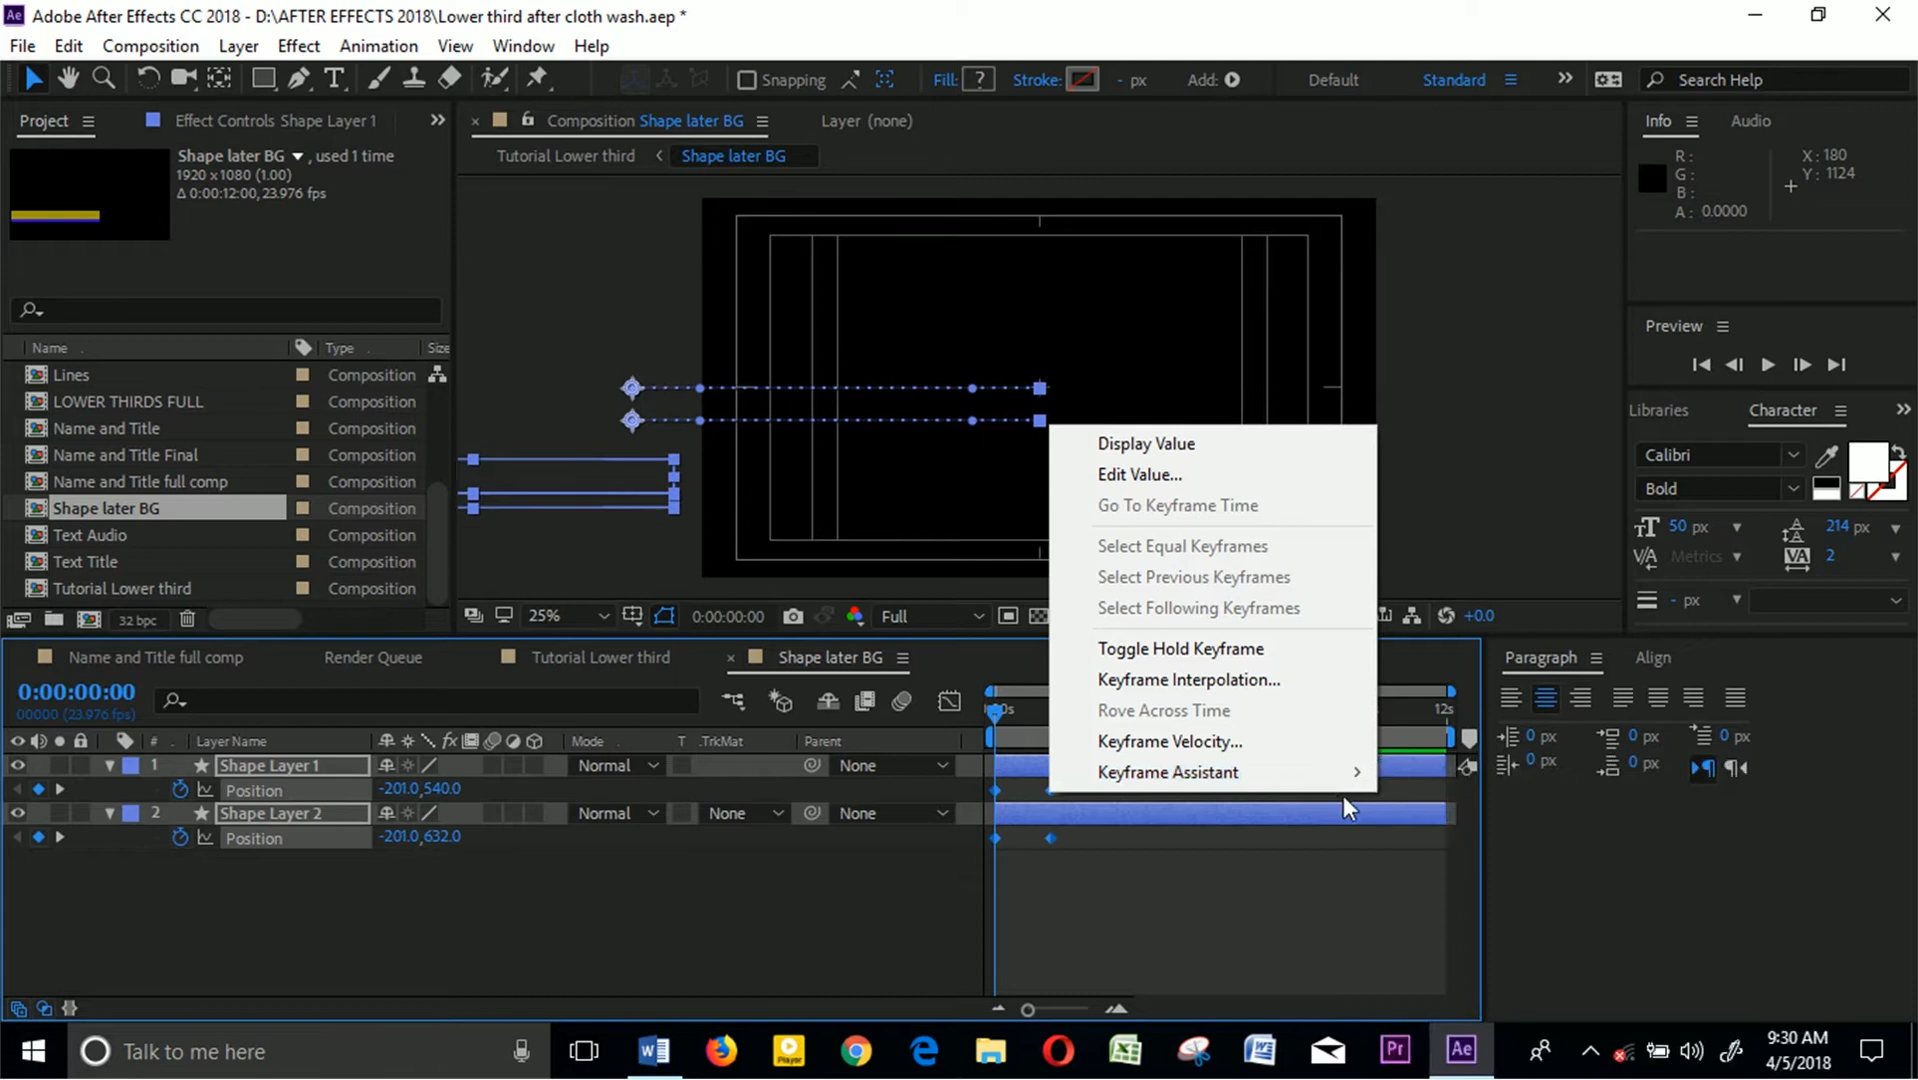 Ae Adobe After Effects CC 2018 - D:\AFTER EFFECTS 2018\Lower third after cloth wash.aep *
File Edit Composition Layer Effect Animation View Window Help
Snapping Fill: ? Stroke: - px Add: Default Standard Search Help
Project Effect Controls Shape Layer 1
Shape later BG , used 1 time
1920 x1080 (1.00)
Δ 0:00:12:00, 23.976 fps
Name Type Size
Lines Composition
LOWER THIRDS FULL Composition
Name and Title Composition
Name and Title Final Composition
Name and Title full comp Composition
Shape later BG Composition
Text Audio Composition
Text Title Composition
Tutorial Lower third Composition
32 bpc
Composition Shape later BG Layer (none)
Tutorial Lower third Shape later BG
25% 0:00:00:00 Full +0.0
Display Value
Edit Value...
Go To Keyframe Time
Select Equal Keyframes
Select Previous Keyframes
Select Following Keyframes
Toggle Hold Keyframe
Keyframe Interpolation...
Rove Across Time
Keyframe Velocity...
Keyframe Assistant
Info Audio
R :
G :
B :
A : 0.0000
X : 180
Y : 1124
Preview
Libraries Character
Calibri
Bold
50 px 214 px
Metrics 2
- px
Paragraph Align
0 px 0 px 0 px
0 px 0 px
Name and Title full comp Render Queue Tutorial Lower third Shape later BG
0:00:00:00
00000 (23.976 fps)
12s
# Layer Name Mode T .TrkMat Parent
1 Shape Layer 1 Normal None
Position -201.0,540.0
2 Shape Layer 2 Normal None None
Position -201.0,632.0
Talk to me here
Player
Pr
Ae
9:30 AM
4/5/2018